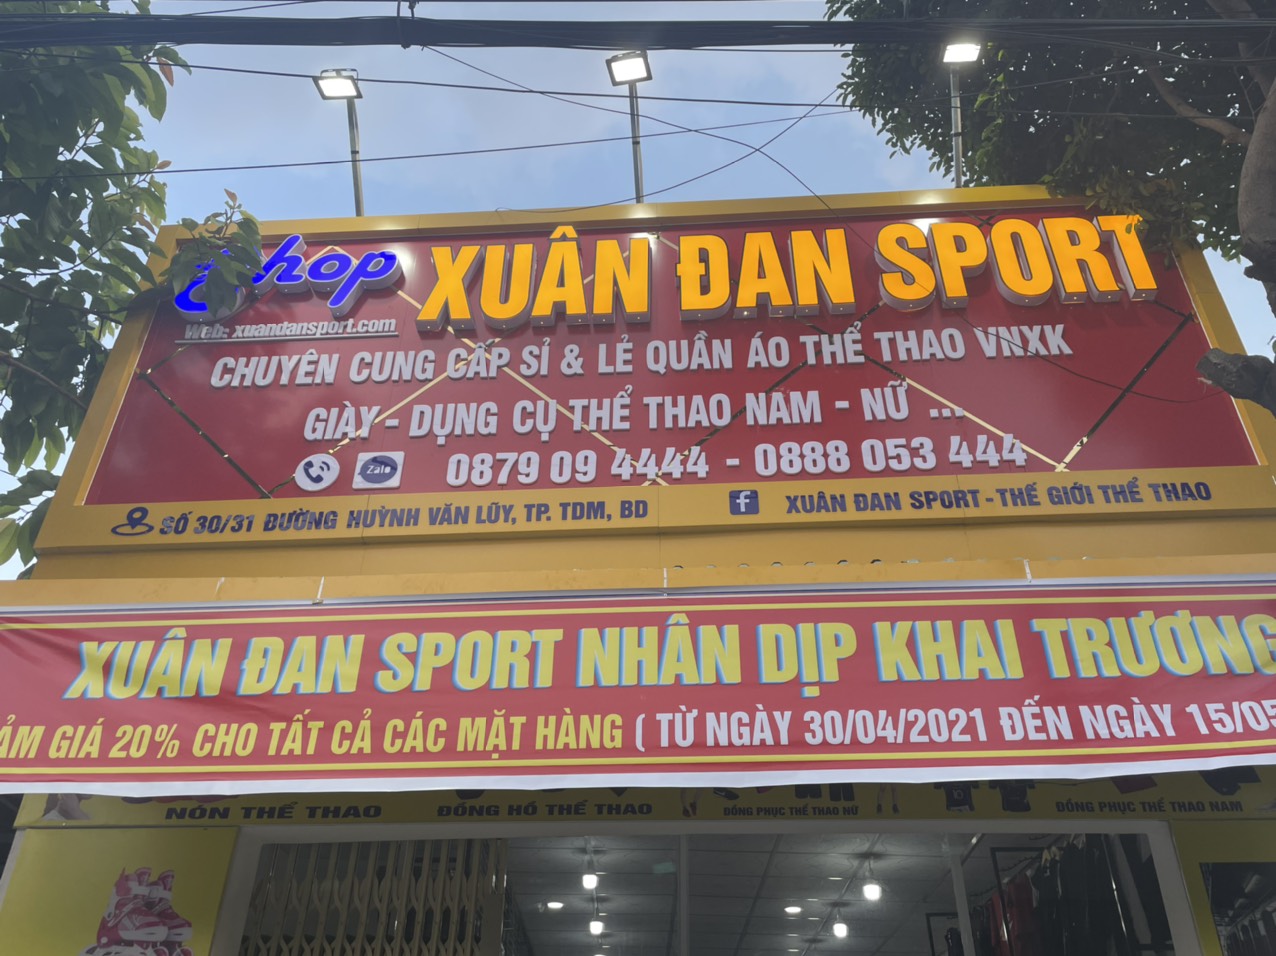 Shop XUÂN ĐAN SPORT
Web: xuandansport.com
CHUYÊN CUNG CẤP SỈ & LẺ QUẦN ÁO THỂ THAO VNXK
GIÀY - DỤNG CỤ THỂ THAO NAM - NỮ ...
Zalo 0879 09 4444 - 0888 053 444
SỐ 30/31 ĐƯỜNG HUỲNH VĂN LŨY, TP. TDM, BD
f XUÂN ĐAN SPORT - THẾ GIỚI THỂ THAO
XUÂN ĐAN SPORT NHÂN DỊP KHAI TRƯƠNG
ẢM GIÁ 20% CHO TẤT CẢ CÁC MẶT HÀNG ( TỪ NGÀY 30/04/2021 ĐẾN NGÀY 15/05
NÓN THỂ THAO
ĐỒNG HỒ THỂ THAO
ĐỒNG PHỤC THỂ THAO NỮ
ĐỒNG PHỤC THỂ THAO NAM